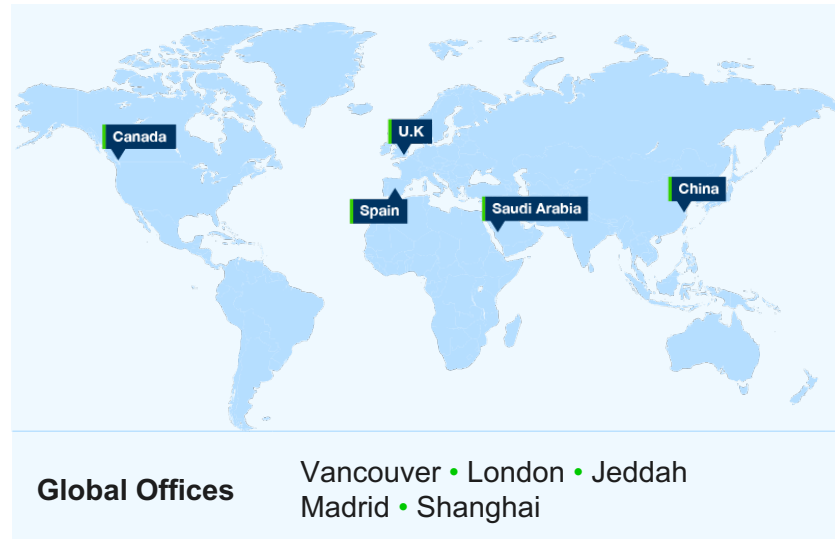 Canada
U.K
China
Spain
Saudi Arabia
Global Offices
Vancouver • London • Jeddah
Madrid • Shanghai